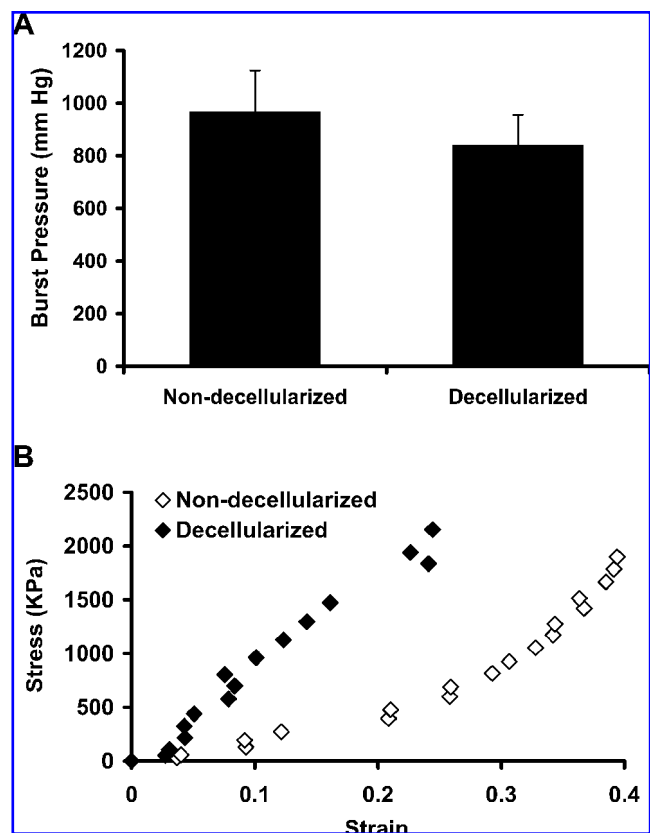 A
1200
1000
800
600
400
200
0
Burst Pressure (mm Hg)
Non-decellularized Decellularized
B
2500
2000
1500
1000
500
0
Stress (KPa)
Non-decellularized
Decellularized
0 0.1 0.2 0.3 0.4
Strain